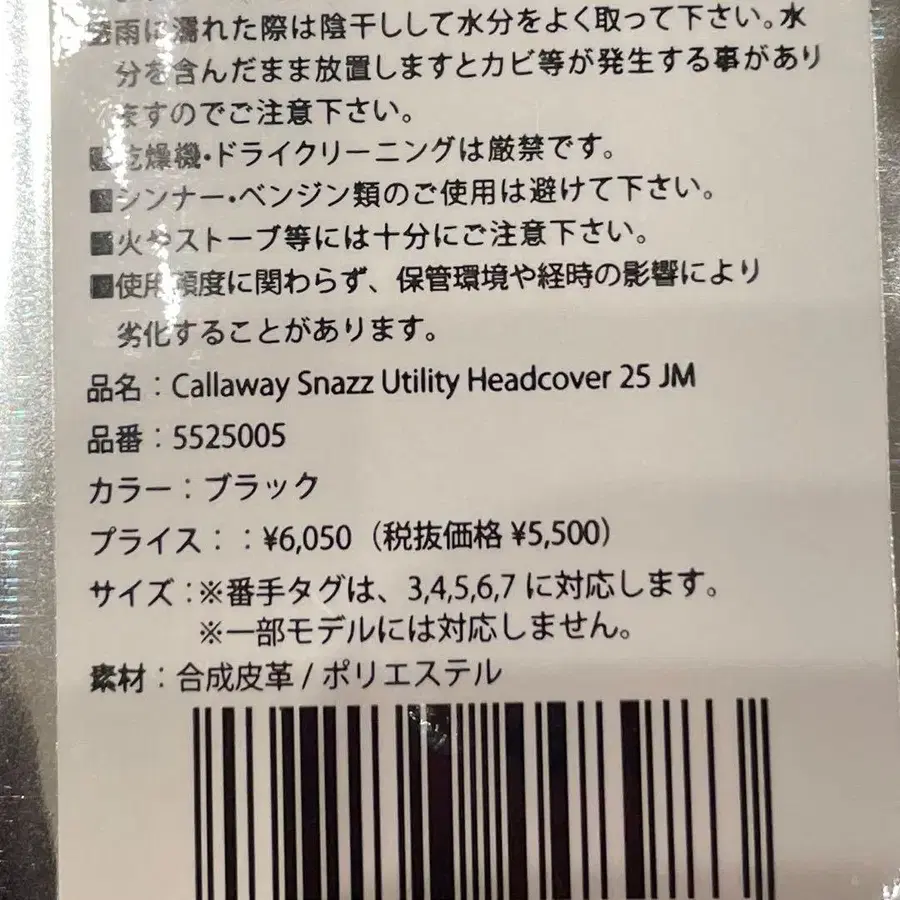 雨に濡れた際は陰干しして水分をよく取って下さい。水
分を含んだまま放置しますとカビ等が発生する事があり
ますのでご注意下さい。
■乾燥機・ドライクリーニングは厳禁です。
■シンナー・ベンジン類のご使用は避けて下さい。
■火やストーブ等には十分にご注意下さい。
■使用頻度に関わらず、保管環境や経時の影響により
劣化することがあります。
品名：Callaway Snazz Utility Headcover 25 JM
品番：5525005
カラー：ブラック
プライス：：¥6,050（税抜価格 ¥5,500）
サイズ：※番手タグは、3,4,5,6,7 に対応します。
※一部モデルには対応しません。
素材：合成皮革 / ポリエステル